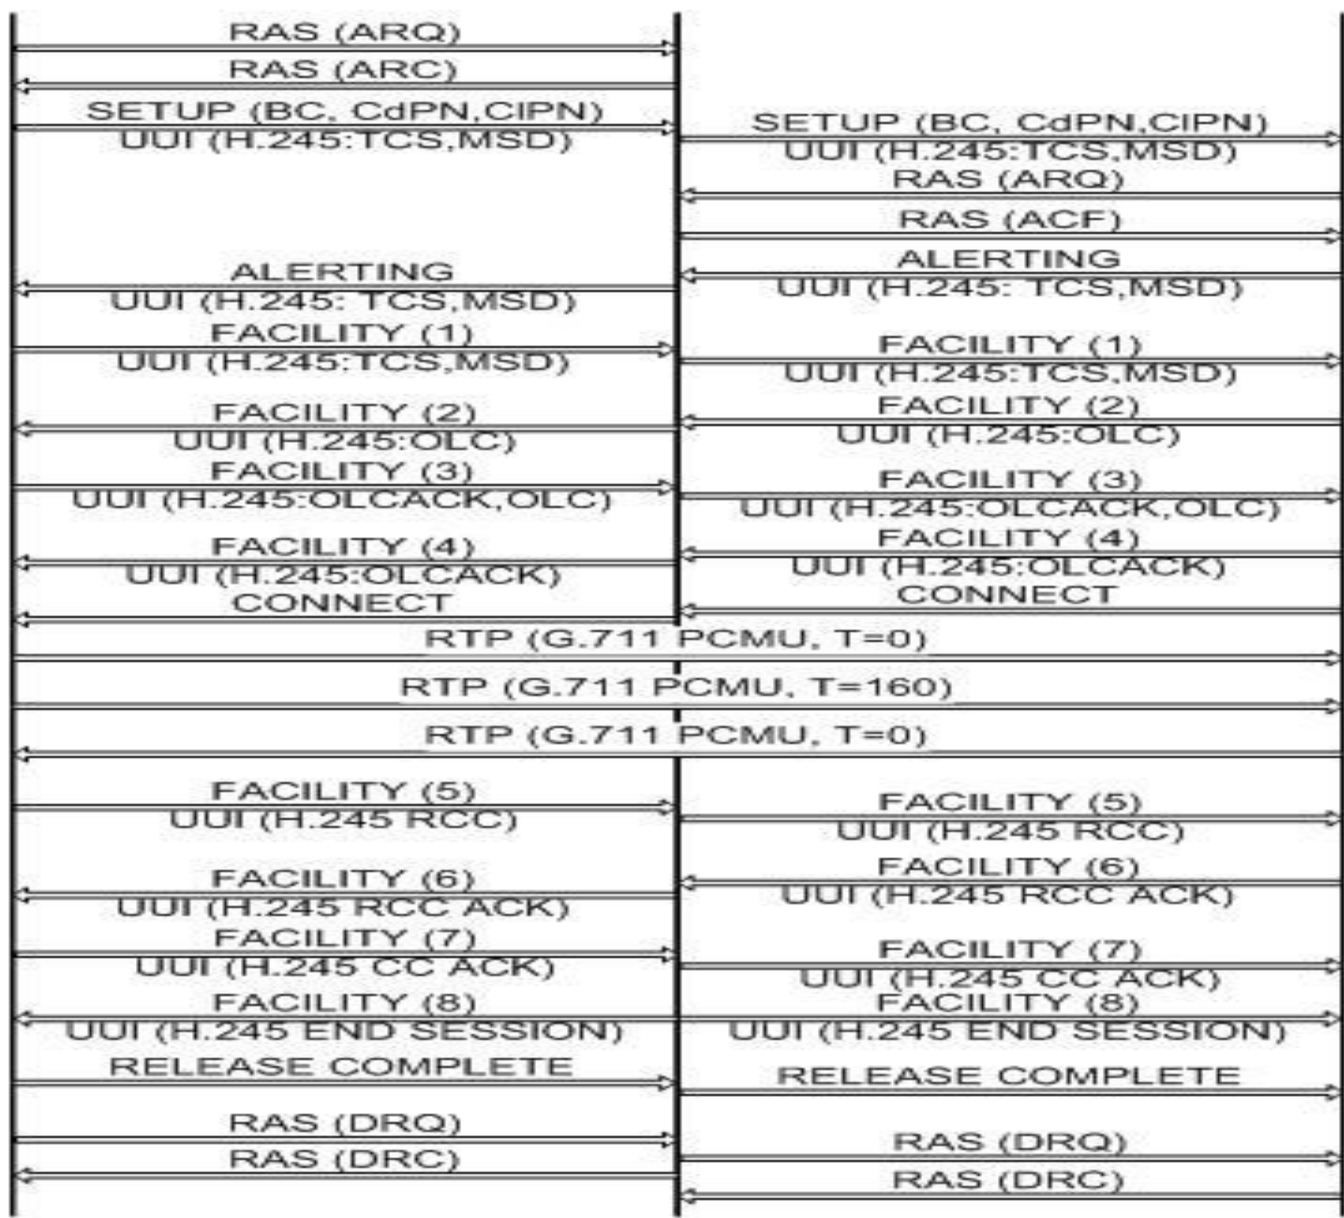 RAS (ARQ)
RAS (ARC)
SETUP (BC, CdPN,CIPN)
UUI (H.245:TCS,MSD)
SETUP (BC, CdPN,CIPN)
UUI (H.245:TCS,MSD)
RAS (ARQ)
RAS (ACF)
ALERTING
UUI (H.245: TCS,MSD)
ALERTING
UUI (H.245: TCS,MSD)
FACILITY (1)
UUI (H.245:TCS,MSD)
FACILITY (1)
UUI (H.245:TCS,MSD)
FACILITY (2)
UUI (H.245:OLC)
FACILITY (2)
UUI (H.245:OLC)
FACILITY (3)
UUI (H.245:OLCACK,OLC)
FACILITY (3)
UUI (H.245:OLCACK,OLC)
FACILITY (4)
UUI (H.245:OLCACK)
FACILITY (4)
UUI (H.245:OLCACK)
CONNECT
CONNECT
RTP (G.711 PCMU, T=0)
RTP (G.711 PCMU, T=160)
RTP (G.711 PCMU, T=0)
FACILITY (5)
UUI (H.245 RCC)
FACILITY (5)
UUI (H.245 RCC)
FACILITY (6)
UUI (H.245 RCC ACK)
FACILITY (6)
UUI (H.245 RCC ACK)
FACILITY (7)
UUI (H.245 CC ACK)
FACILITY (7)
UUI (H.245 CC ACK)
FACILITY (8)
UUI (H.245 END SESSION)
FACILITY (8)
UUI (H.245 END SESSION)
RELEASE COMPLETE
RELEASE COMPLETE
RAS (DRQ)
RAS (DRC)
RAS (DRQ)
RAS (DRC)